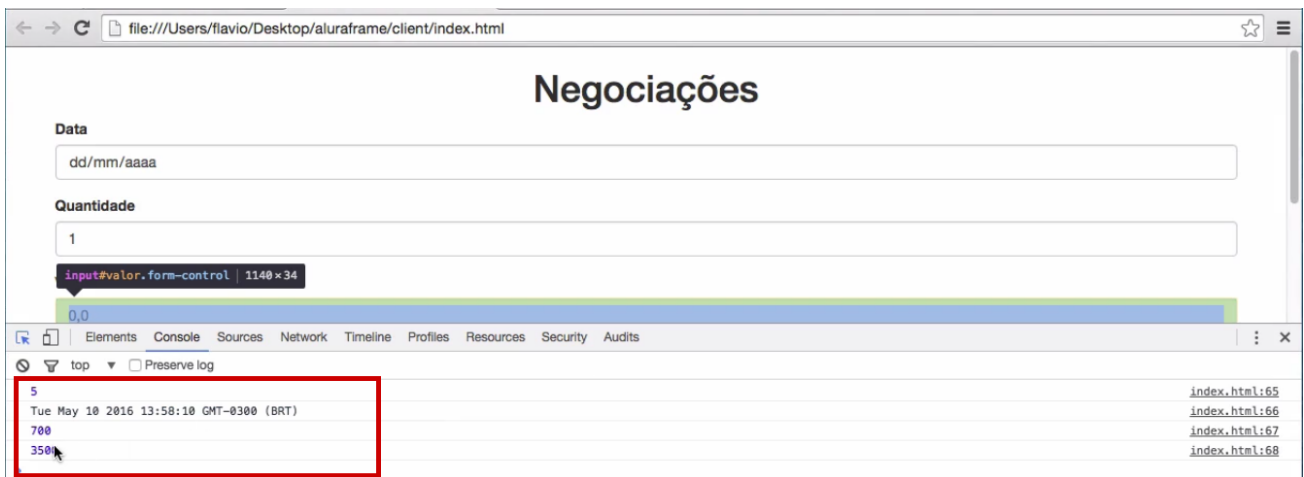 file:///Users/flavio/Desktop/aluraframe/client/index.html
Negociações
Data
dd/mm/aaaa
Quantidade
1
input#valor.form-control | 1140×34
0,0
Elements Console Sources Network Timeline Profiles Resources Security Audits
top Preserve log
5 index.html:65
Tue May 10 2016 13:58:10 GMT-0300 (BRT) index.html:66
700 index.html:67
3500 index.html:68